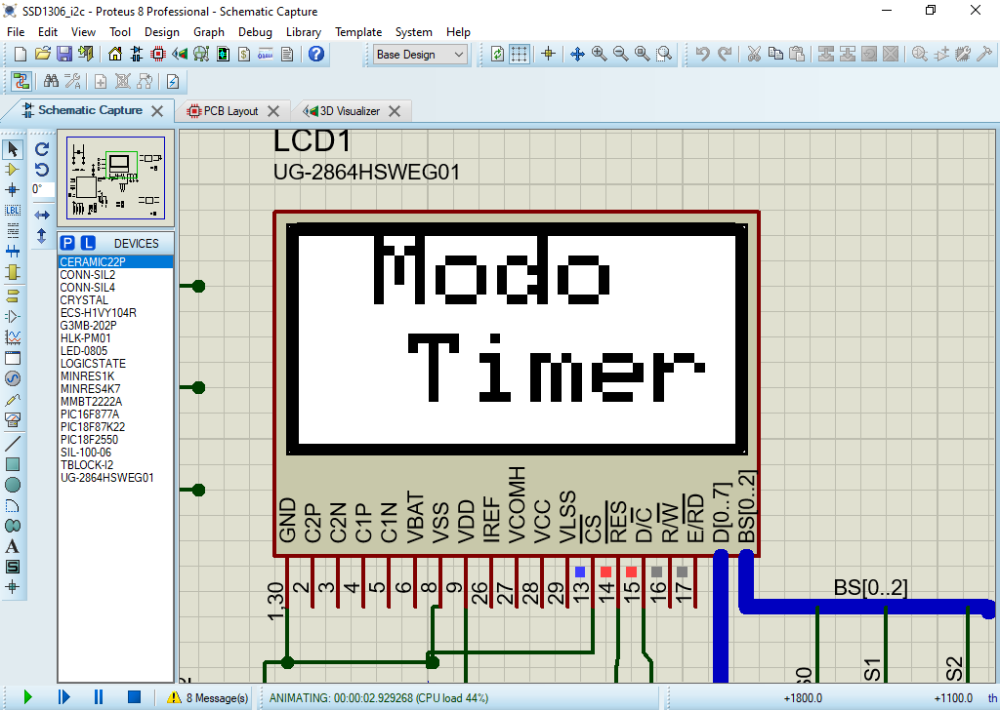 SSD1306_i2c - Proteus 8 Professional - Schematic Capture
File Edit View Tool Design Graph Debug Library Template System Help
Base Design
Schematic Capture PCB Layout 3D Visualizer
0°
LBL
P L DEVICES
CERAMIC22P
CONN-SIL2
CONN-SIL4
CRYSTAL
ECS-H1VY104R
G3MB-202P
HLK-PM01
LED-0805
LOGICSTATE
MINRES1K
MINRES4K7
MMBT2222A
PIC16F877A
PIC18F87K22
PIC18F2550
SIL-100-06
TBLOCK-I2
UG-2864HSWEG01
A
S
LCD1
UG-2864HSWEG01
Modo
Timer
GND C2P C2N C1P C1N VBAT VSS VDD IREF VCOMH VCC VLSS CS RES D/C R/W E/RD D[0..7] BS[0..2]
1,30 2 3 4 5 6 8 9 26 27 28 29 13 14 15 16 17
BS[0..2]
S0 S1 S2
8 Message(s) ANIMATING: 00:00:02.929268 (CPU load 44%) +1800.0 +1100.0 th